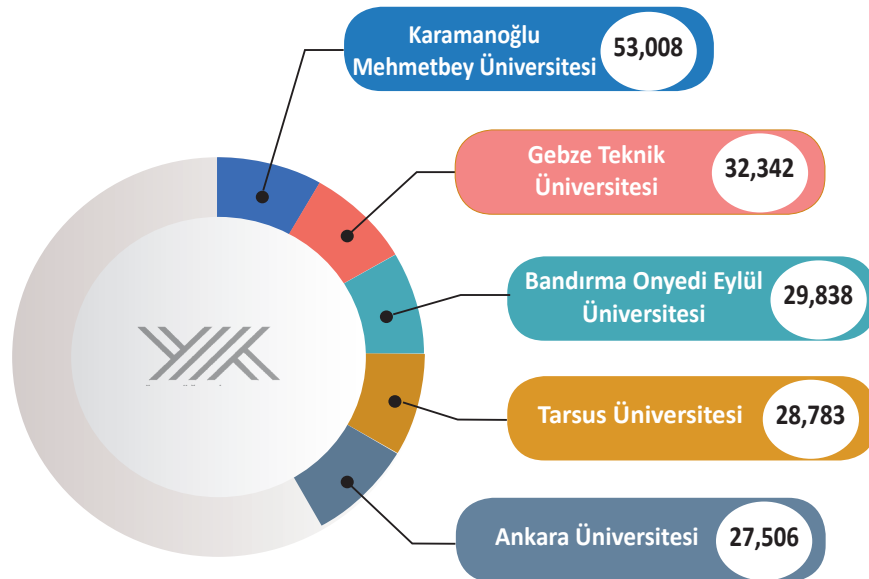 Karamanoğlu
Mehmetbey Üniversitesi
53,008
Gebze Teknik
Üniversitesi
32,342
Bandırma Onyedi Eylül
Üniversitesi
29,838
Tarsus Üniversitesi
28,783
Ankara Üniversitesi
27,506